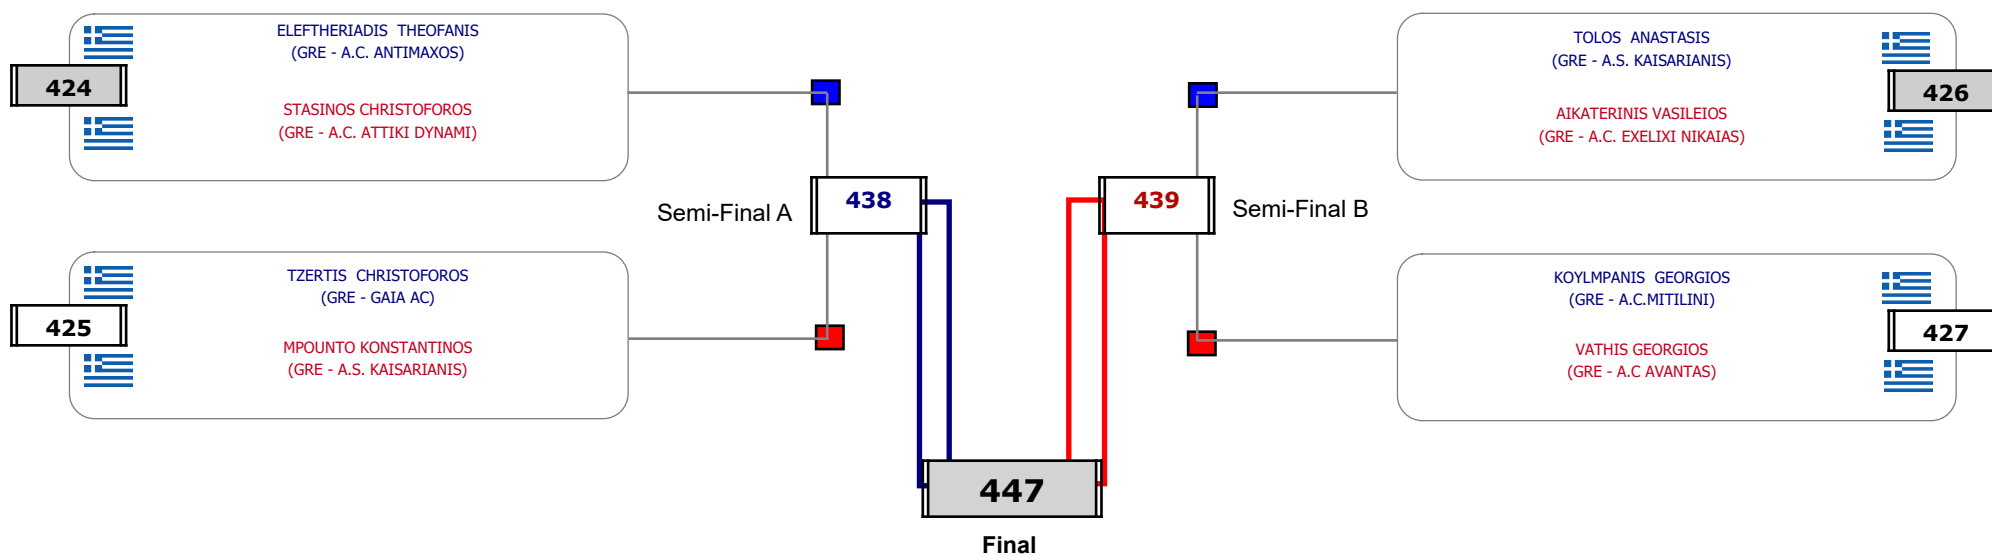 424
ELEFTHERIADIS THEOFANIS
(GRE - A.C. ANTIMAXOS)
STASINOS CHRISTOFOROS
(GRE - A.C. ATTIKI DYNAMI)
425
TZERTIS CHRISTOFOROS
(GRE - GAIA AC)
MPOUNTO KONSTANTINOS
(GRE - A.S. KAISARIANIS)
Semi-Final A
438
439
Semi-Final B
TOLOS ANASTASIS
(GRE - A.S. KAISARIANIS)
AIKATERINIS VASILEIOS
(GRE - A.C. EXELIXI NIKAIAS)
426
KOYLMPANIS GEORGIOS
(GRE - A.C.MITILINI)
VATHIS GEORGIOS
(GRE - A.C AVANTAS)
427
447
Final